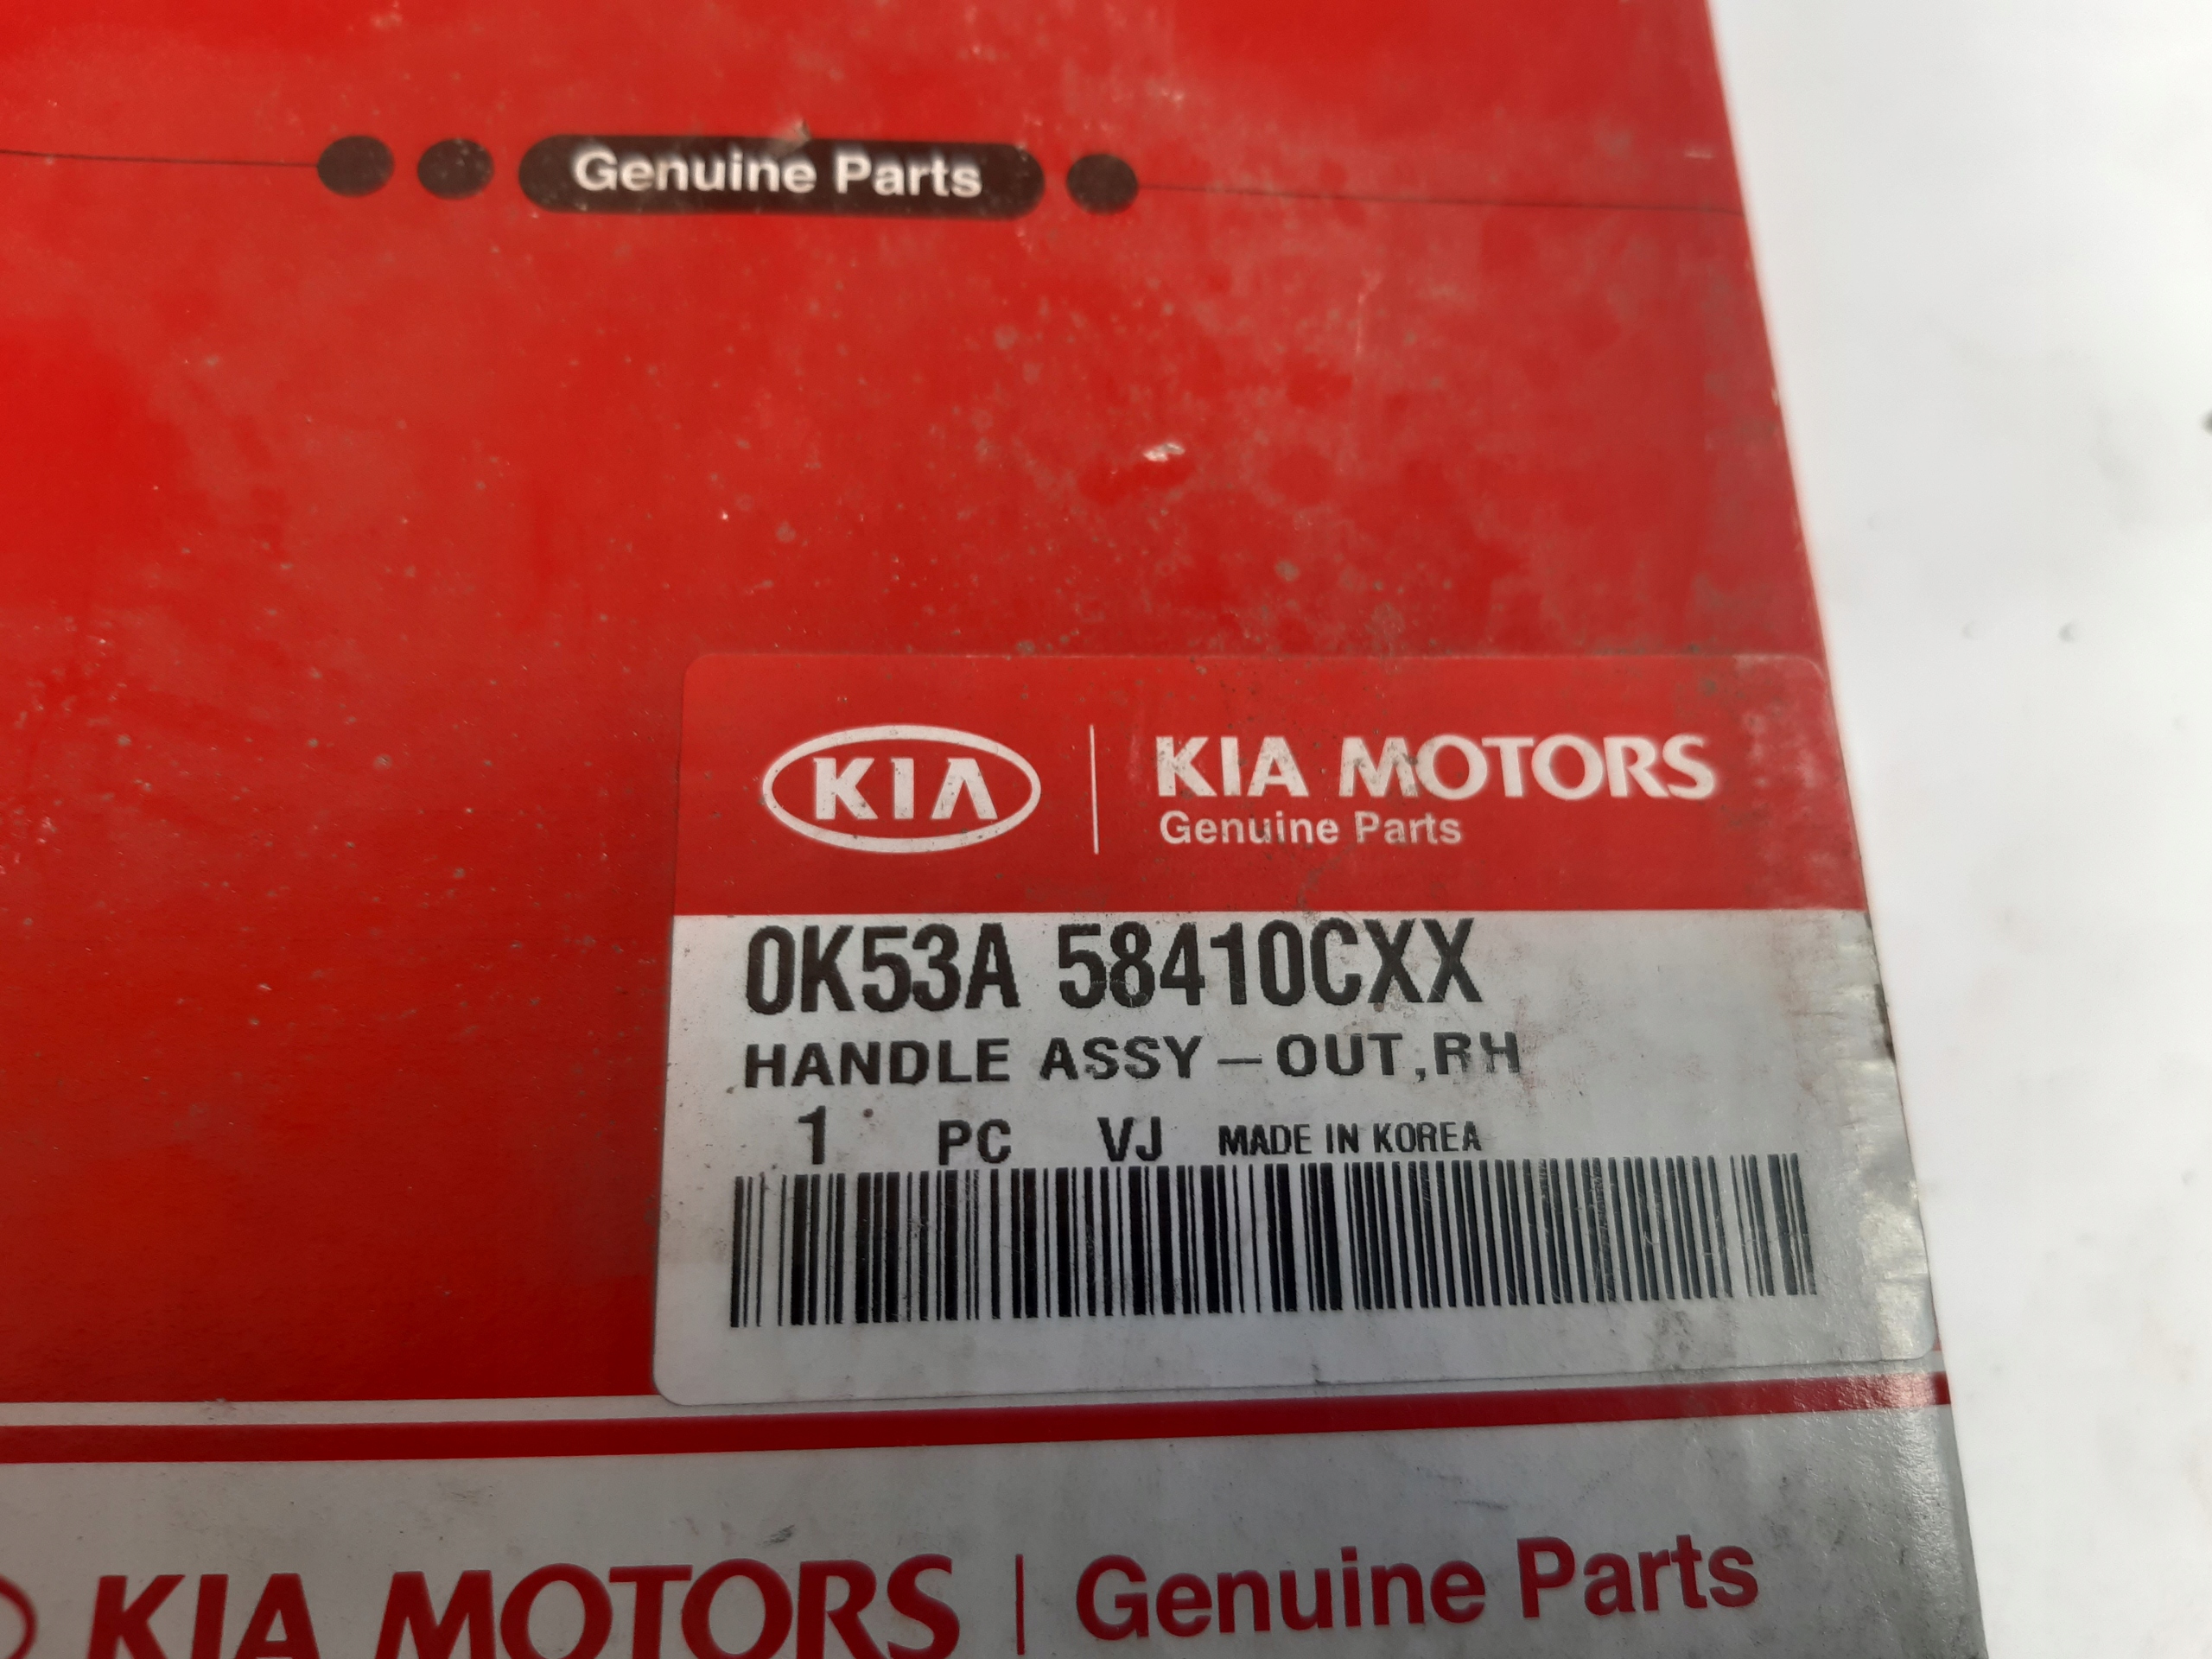 Genuine Parts
KIA
KIA MOTORS
Genuine Parts
0K53A 58410CXX
HANDLE ASSY-OUT,RH
1 PC VJ MADE IN KOREA
KIA MOTORS | Genuine Parts